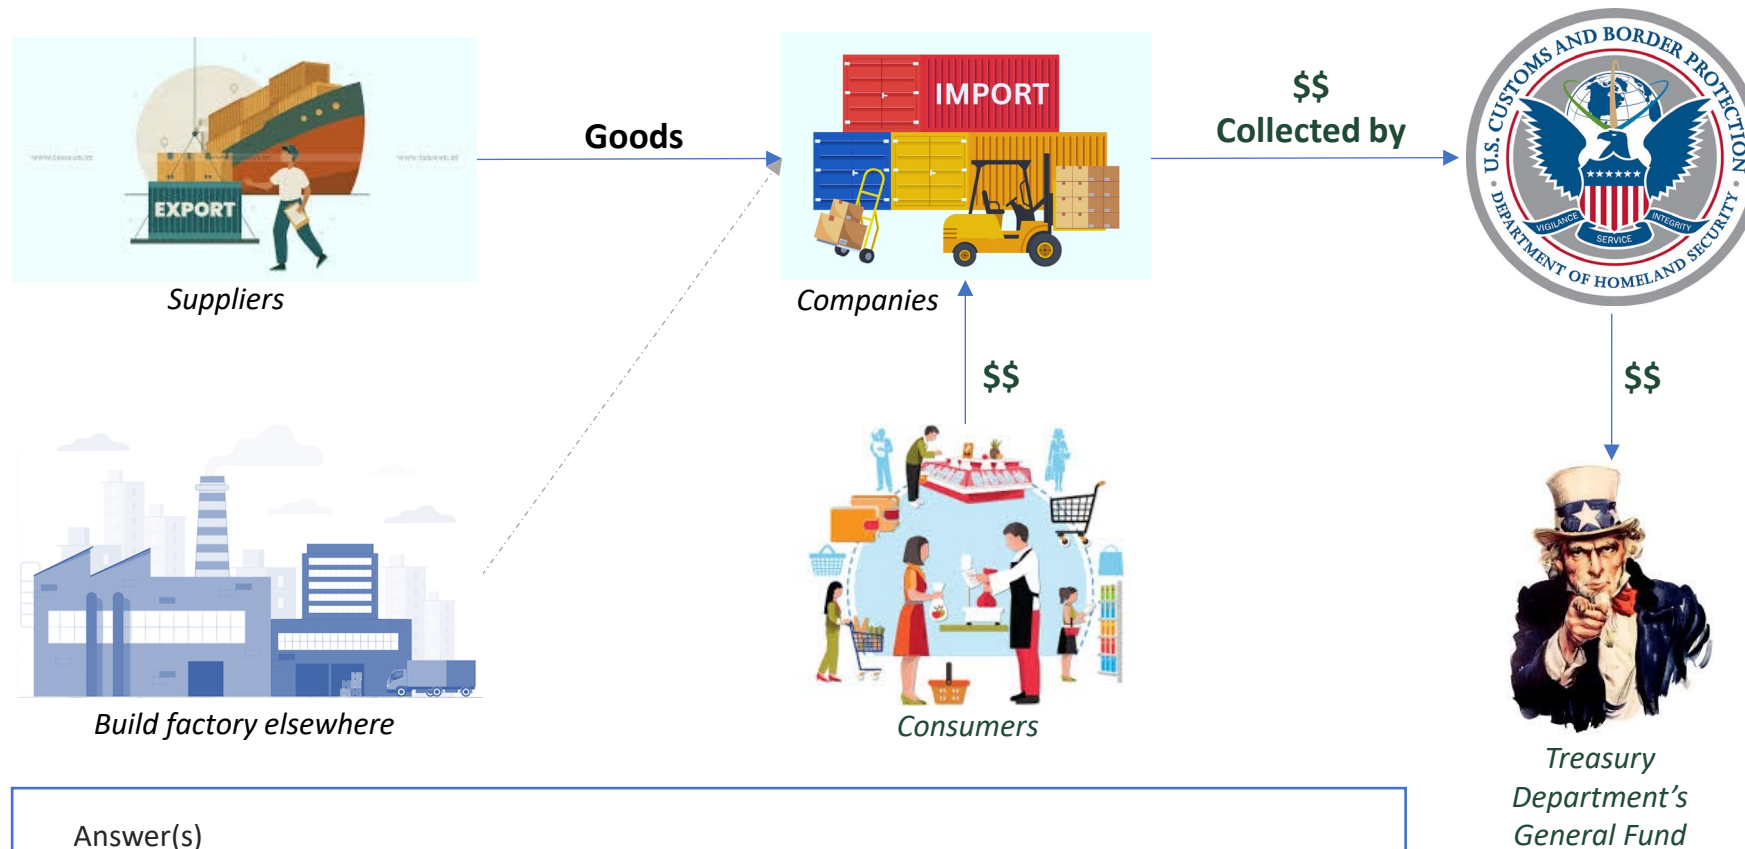 EXPORT
Suppliers
Goods
IMPORT
Companies
$$
Collected by
U.S. CUSTOMS AND BORDER PROTECTION
DEPARTMENT OF HOMELAND SECURITY
VIGILANCE
SERVICE
INTEGRITY
$$
$$
Build factory elsewhere
Consumers
Treasury
Department’s
General Fund
Answer(s)